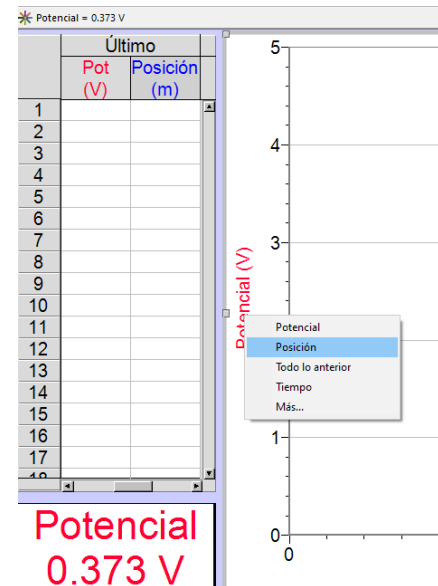 Potencial = 0.373 V
Último
Pot Posición
(V) (m)
1
2
3
4
5
6
7
8
9
10
11
12
13
14
15
16
17
18
Potencial
0.373 V
5
4
3
1
0
0
Potencial (V)
Potencial
Posición
Todo lo anterior
Tiempo
Más...